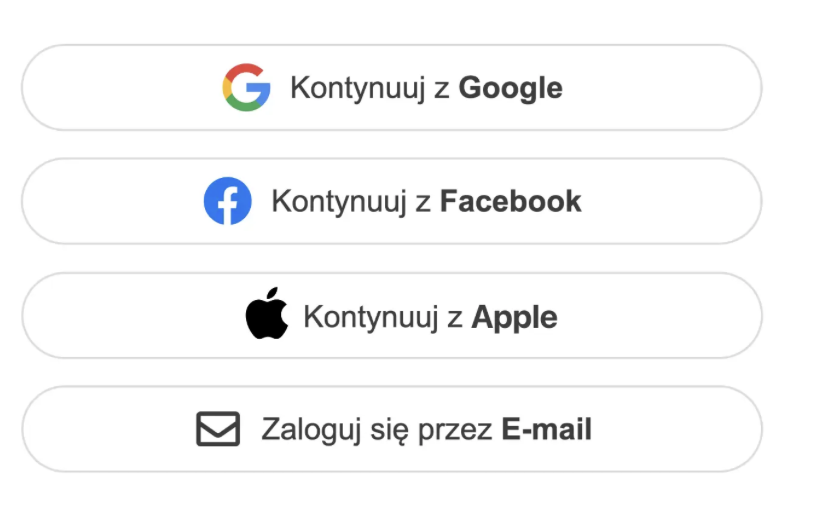 Kontynuuj z Google
Kontynuuj z Facebook
Kontynuuj z Apple
Zaloguj się przez E-mail